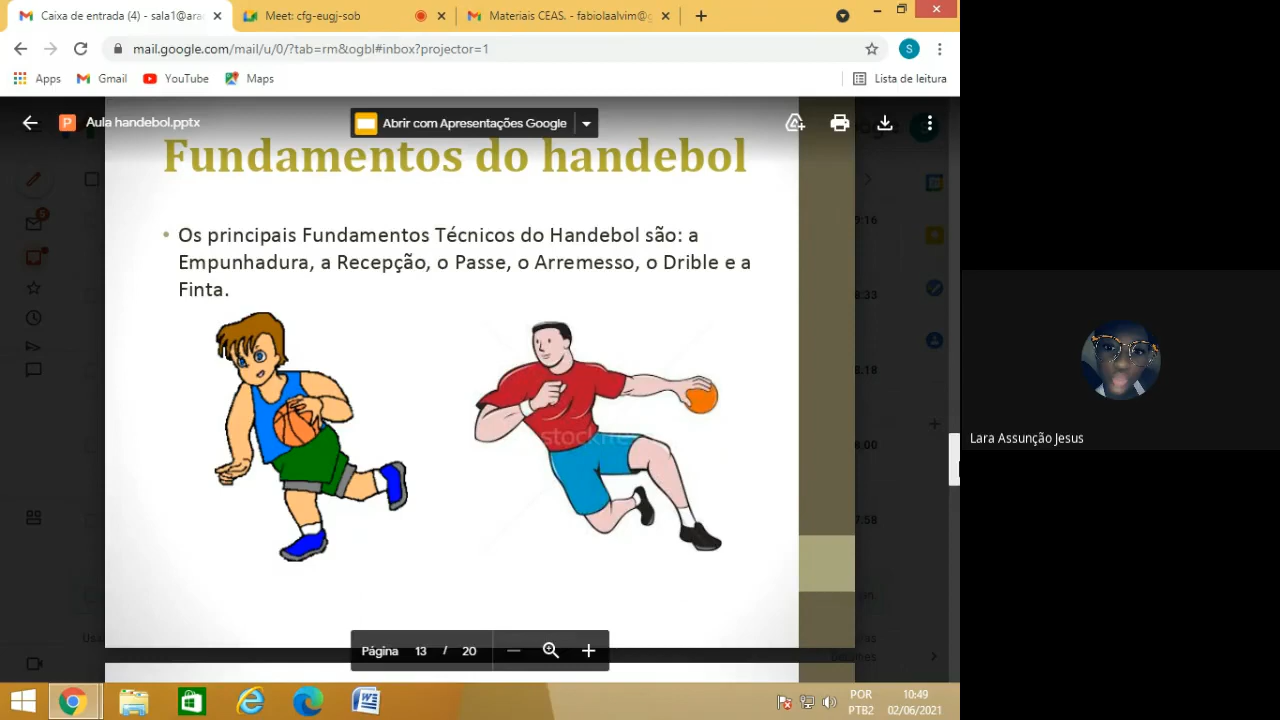 Caixa de entrada (4) - sala1@ara
Meet: cfg-eugj-sob
Materiais CEAS. - fabiolaalvim@g
mail.google.com/mail/u/0/?tab=rm&ogbl#inbox?projector=1
S
Apps
Gmail
YouTube
Maps
Lista de leitura
P
Aula handebol.pptx
Abrir com Apresentações Google
Fundamentos do handebol
• Os principais Fundamentos Técnicos do Handebol são: a
Empunhadura, a Recepção, o Passe, o Arremesso, o Drible e a
Finta.
Lara Assunção Jesus
Página 13 / 20
POR
PTB2
10:49
02/06/2021